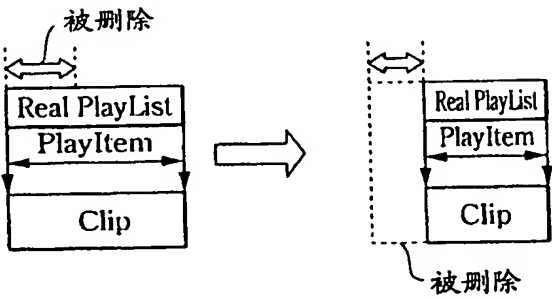 被删除
Real PlayList
PlayItem
Clip
Real PlayList
PlayItem
Clip
被删除